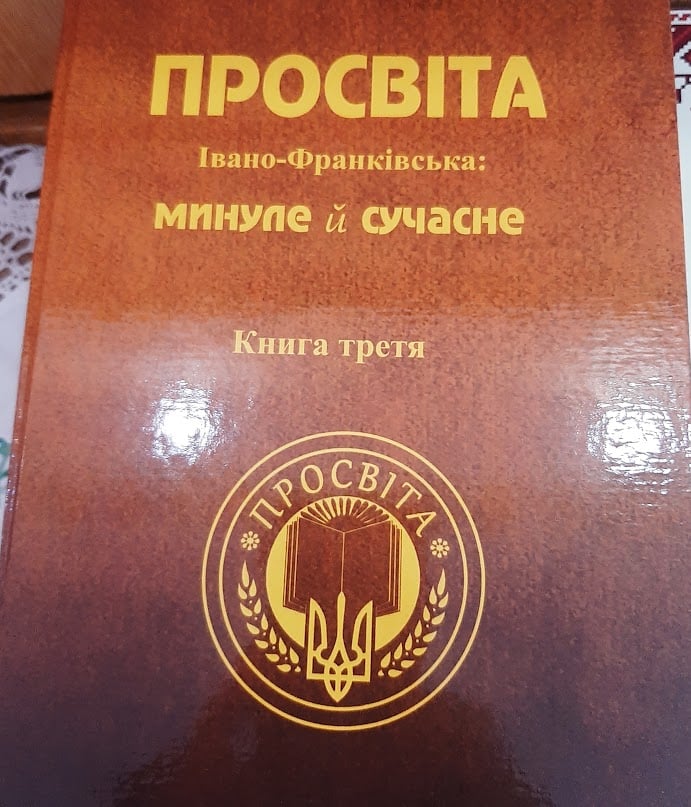 ПРОСВІТА
Івано-Франківська:
минуле й сучасне
Книга третя
ПРОСВІТА